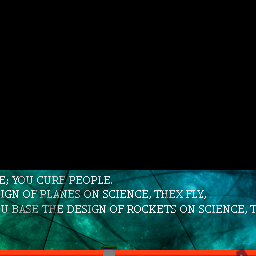 E; YOU CURE PEOPLE.
IGN OF PLANES ON SCIENCE, THEY FLY,
U BASE THE DESIGN OF ROCKETS ON SCIENCE, T